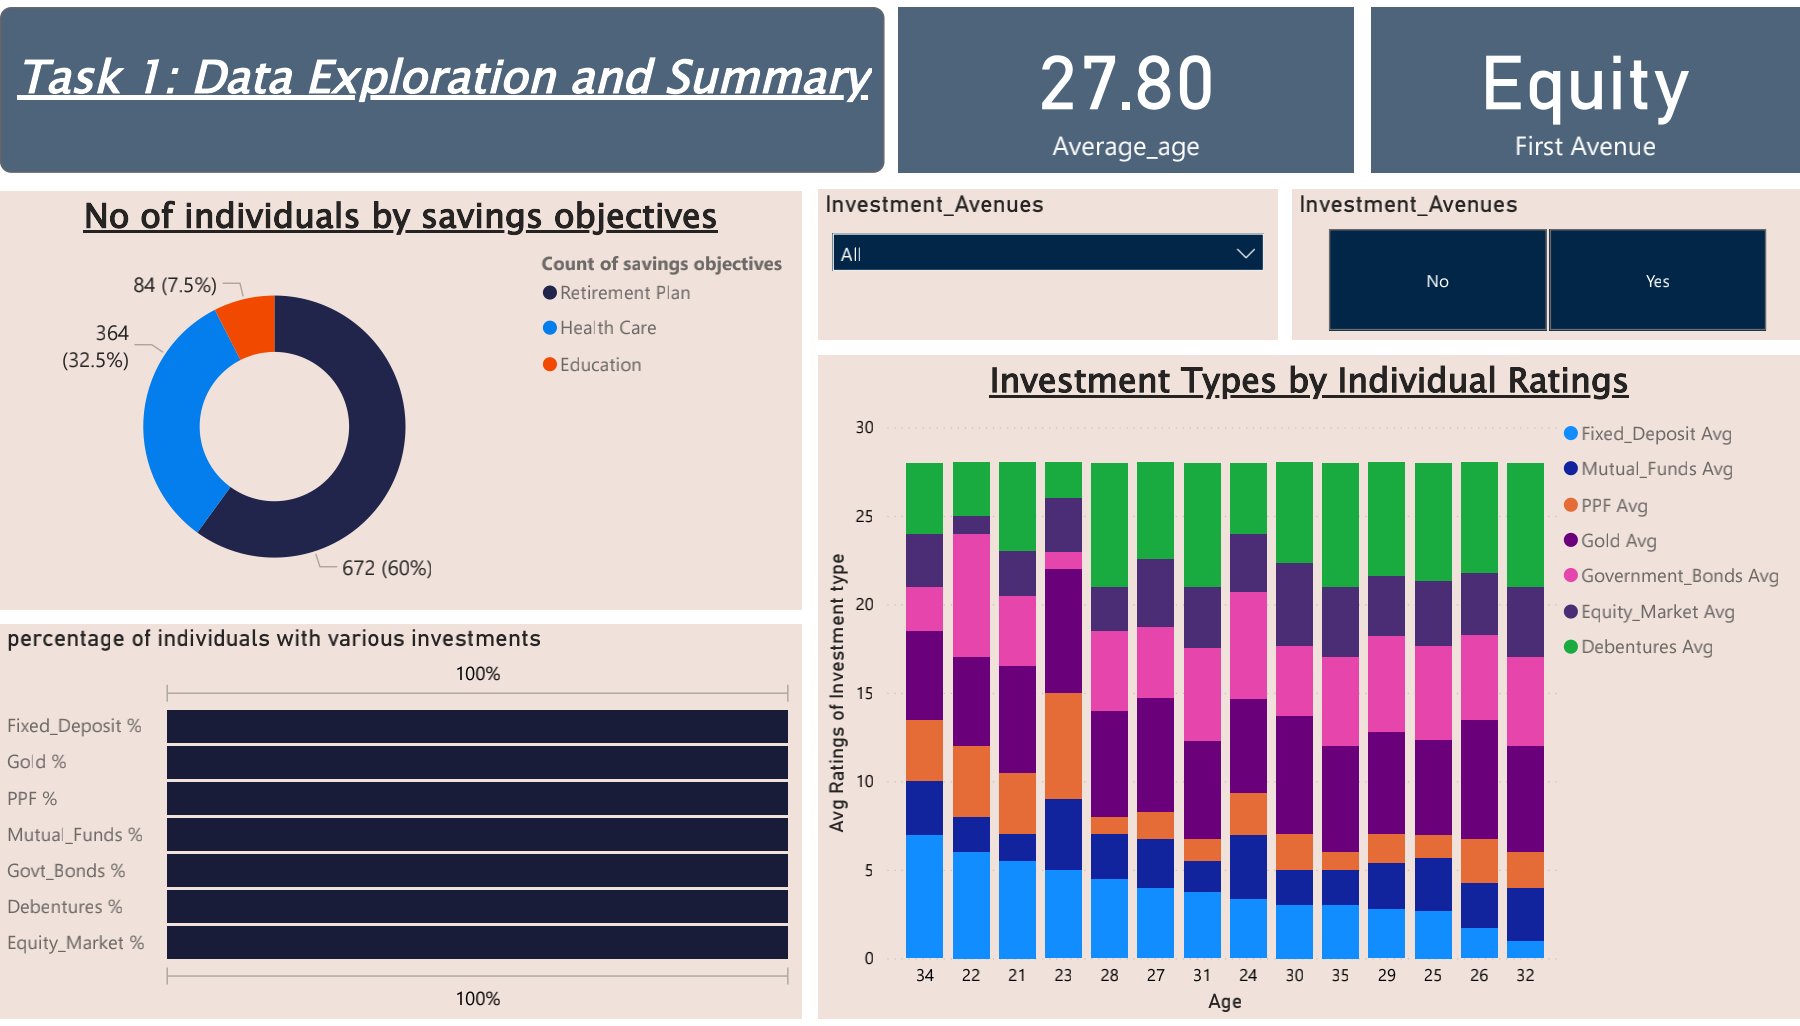 Task 1: Data Exploration and Summary
27.80
Average_age
Equity
First Avenue
No of individuals by savings objectives
84 (7.5%)
364
(32.5%)
672 (60%)
Count of savings objectives
Retirement Plan
Health Care
Education
Investment_Avenues
All
Investment_Avenues
No
Yes
percentage of individuals with various investments
100%
Fixed_Deposit %
Gold %
PPF %
Mutual_Funds %
Govt_Bonds %
Debentures %
Equity_Market %
100%
Investment Types by Individual Ratings
Avg Ratings of Investment type
30
25
20
15
10
5
0
34 22 21 23 28 27 31 24 30 35 29 25 26 32
Age
Fixed_Deposit Avg
Mutual_Funds Avg
PPF Avg
Gold Avg
Government_Bonds Avg
Equity_Market Avg
Debentures Avg